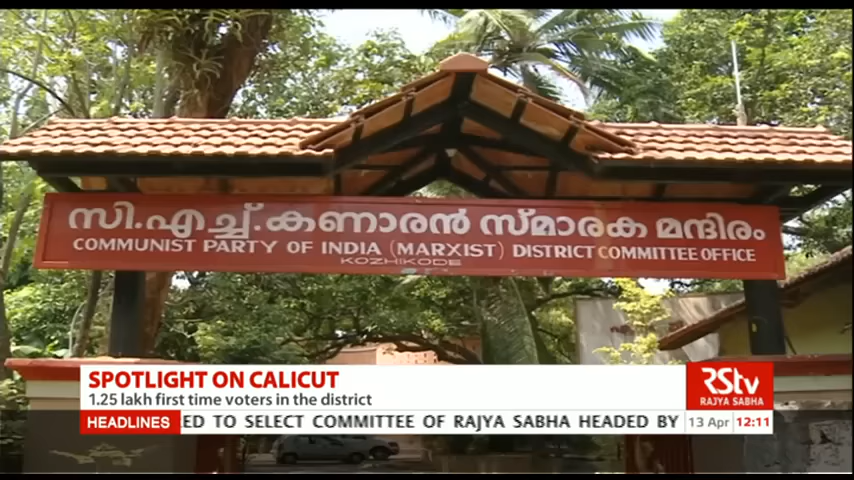 സി.എച്ച്.കണാരൻ സ്മാരക മന്ദിരം
COMMUNIST PARTY OF INDIA (MARXIST) DISTRICT COMMITTEE OFFICE
KOZHIKODE
SPOTLIGHT ON CALICUT
1.25 lakh first time voters in the district
RSTV
RAJYA SABHA
HEADLINES ED TO SELECT COMMITTEE OF RAJYA SABHA HEADED BY 13 Apr 12:11